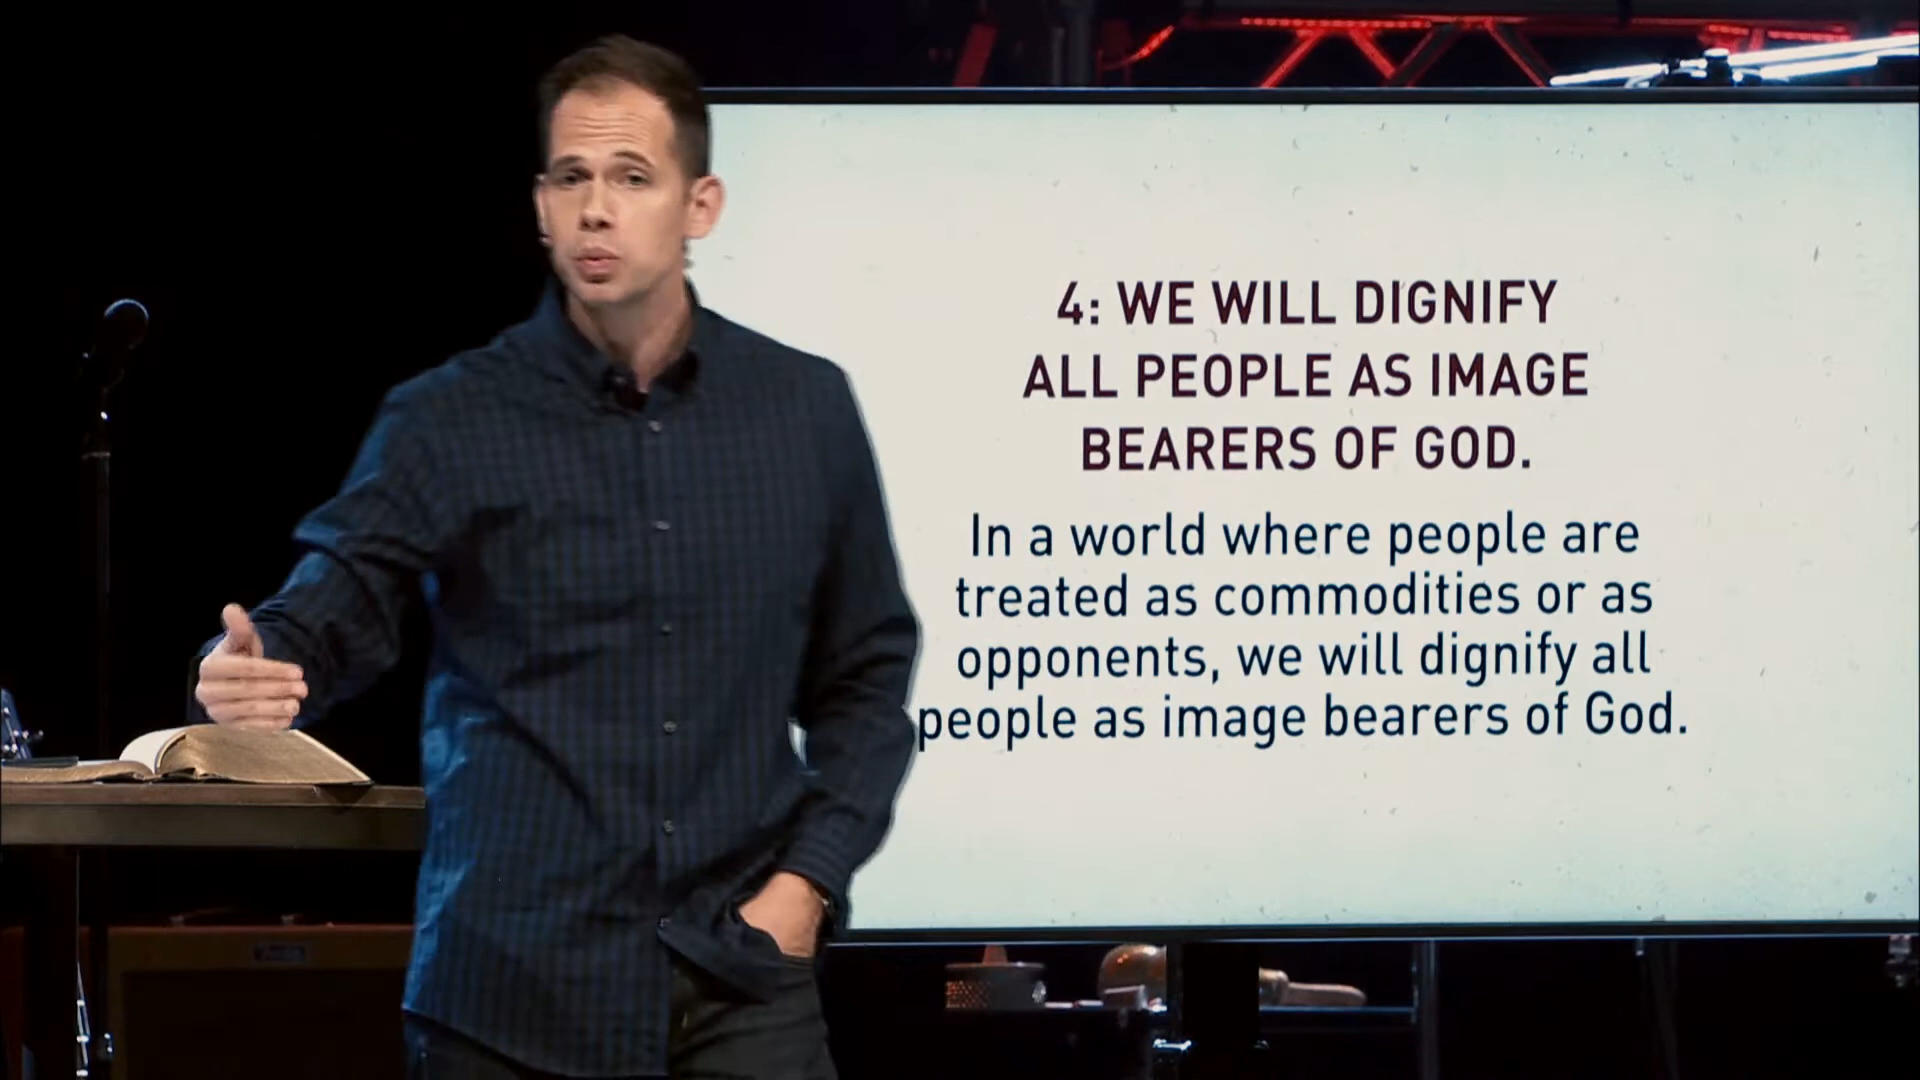 4: WE WILL DIGNIFY
ALL PEOPLE AS IMAGE
BEARERS OF GOD.
In a world where people are
treated as commodities or as
opponents, we will dignify all
people as image bearers of God.